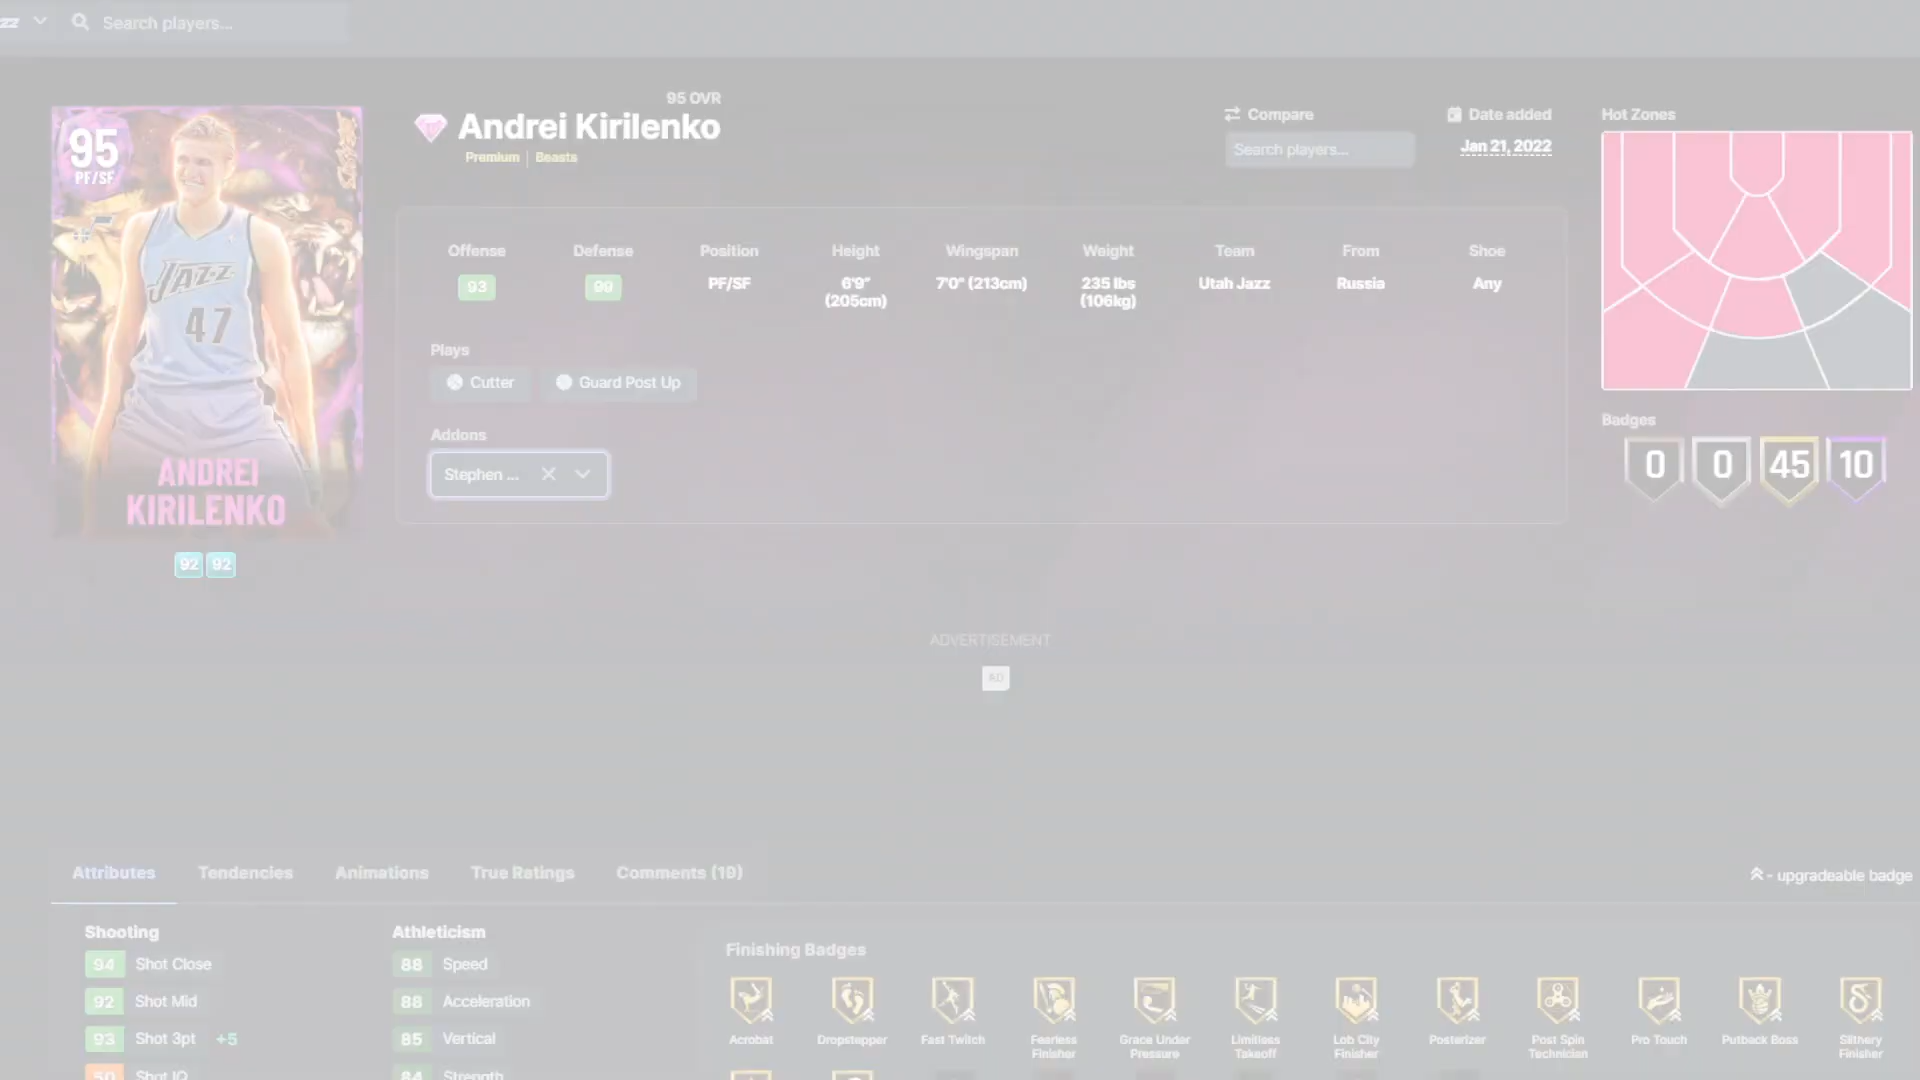 Search players...
95 OVR
Andrei Kirilenko
Premium | Beasts
Compare
Search players...
Date added
Jan 21, 2022
Hot Zones
95
PF/SF
JAZZ
47
ANDREI
KIRILENKO
92 92
Offense Defense Position Height Wingspan Weight Team From Shoe
93 99 PF/SF 6'9" 7'0" (213cm) 235 lbs Utah Jazz Russia Any
(205cm) (106kg)
Plays
Cutter Guard Post Up
Addons
Stephen ...
Badges
0 0 45 10
ADVERTISEMENT
AD
Attributes Tendencies Animations True Ratings Comments (19)
- upgradeable badge
Shooting
94 Shot Close
92 Shot Mid
93 Shot 3pt +5
50 Shot IQ
Athleticism
88 Speed
88 Acceleration
85 Vertical
84 Strength
Finishing Badges
Acrobat Dropstepper Fast Twitch Fearless Grace Under Limitless Lob City Posterizer Post Spin Pro Touch Putback Boss Slithery
Finisher Pressure Takeoff Finisher Technician Finisher